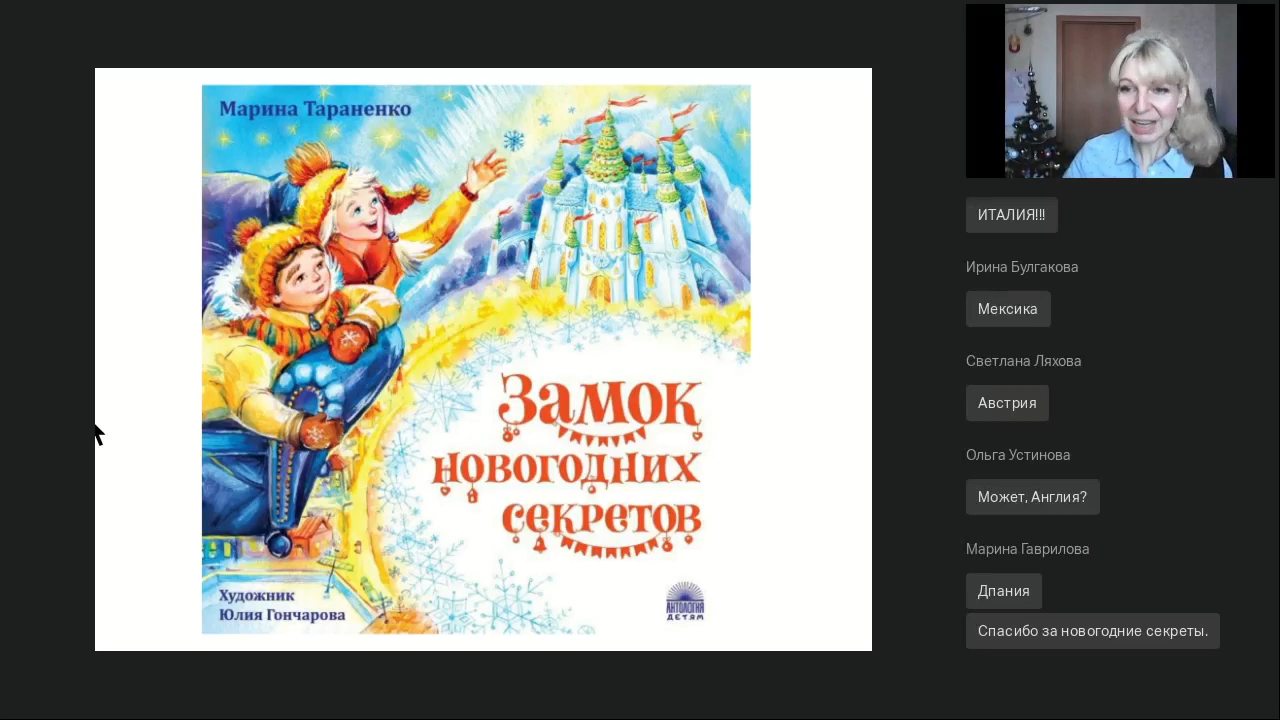 Марина Тараненко
Замок
новогодних
секретов
Художник
Юлия Гончарова
АНТОЛОГИЯ
ДЕТЯМ
ИТАЛИЯ!!!
Ирина Булгакова
Мексика
Светлана Ляхова
Австрия
Ольга Устинова
Может, Англия?
Марина Гаврилова
Дпания
Спасибо за новогодние секреты.